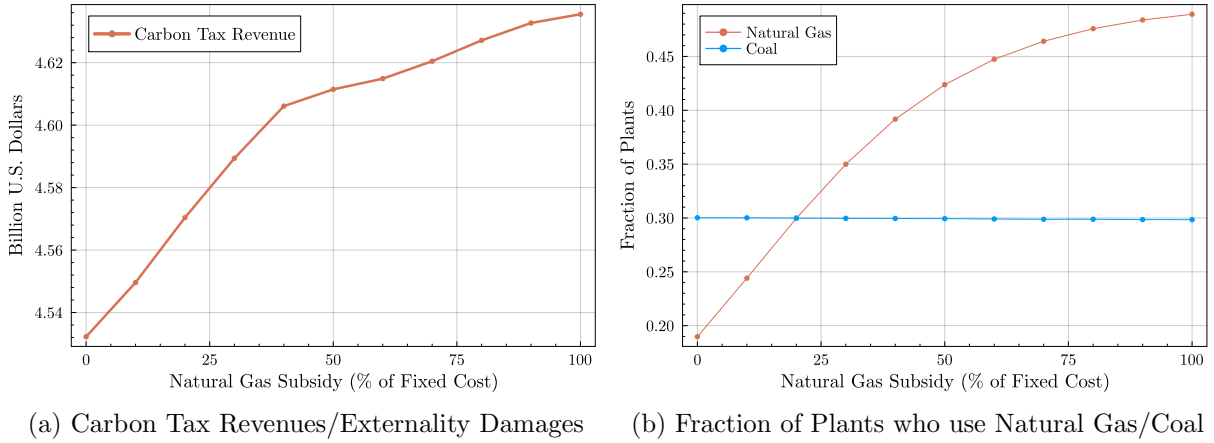 Carbon Tax Revenue
4.62
4.60
4.58
4.56
4.54
Billion U.S. Dollars
0 25 50 75 100
Natural Gas Subsidy (% of Fixed Cost)
(a) Carbon Tax Revenues/Externality Damages
Natural Gas
Coal
0.45
0.40
0.35
0.30
0.25
0.20
Fraction of Plants
0 25 50 75 100
Natural Gas Subsidy (% of Fixed Cost)
(b) Fraction of Plants who use Natural Gas/Coal